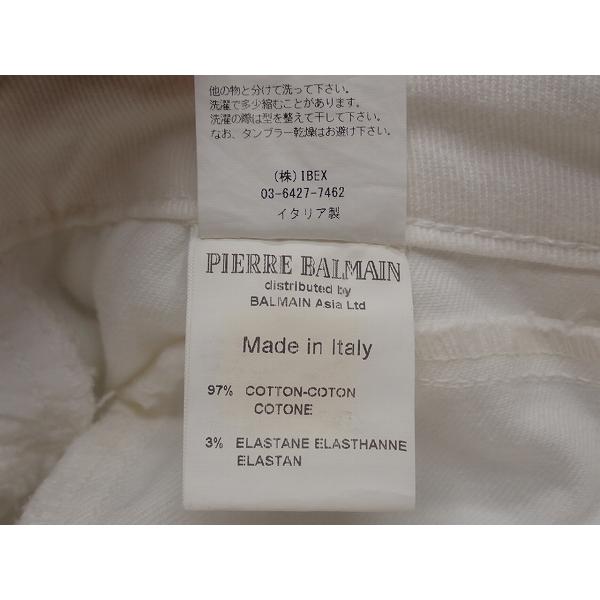 他の物と分けて洗って下さい。
洗濯で多少縮むことがあります。
洗濯の際は型を整えて干して下さい。
なお、タンブラー乾燥はお避け下さい。
(株)IBEX
03-6427-7462
イタリア製
PIERRE BALMAIN
distributed by
BALMAIN Asia Ltd
Made in Italy
97% COTTON-COTON
COTONE
3% ELASTANE ELASTHANNE
ELASTAN